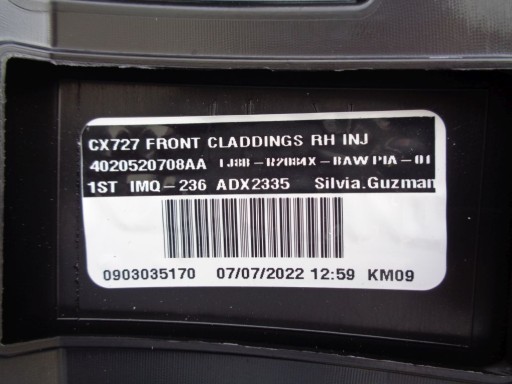 CX727 FRONT CLADDINGS RH INJ
4020520708AA
1ST IMQ-236 ADX2335 Silvia.Guzman
0903035170 07/07/2022 12:59 KM09